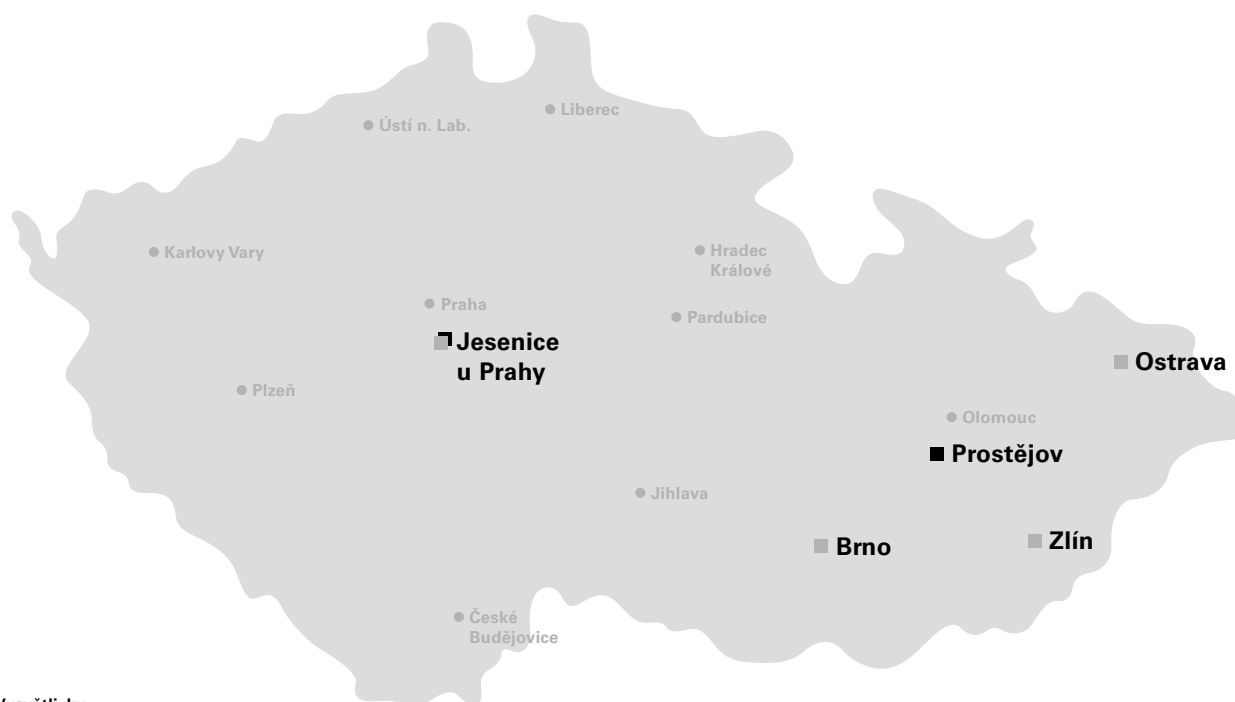 Liberec
Ústí n. Lab.
Karlovy Vary
Hradec
Králové
Praha
Pardubice
Jesenice
u Prahy
Ostrava
Plzeň
Olomouc
Prostějov
Jihlava
Brno
Zlín
České
Budějovice